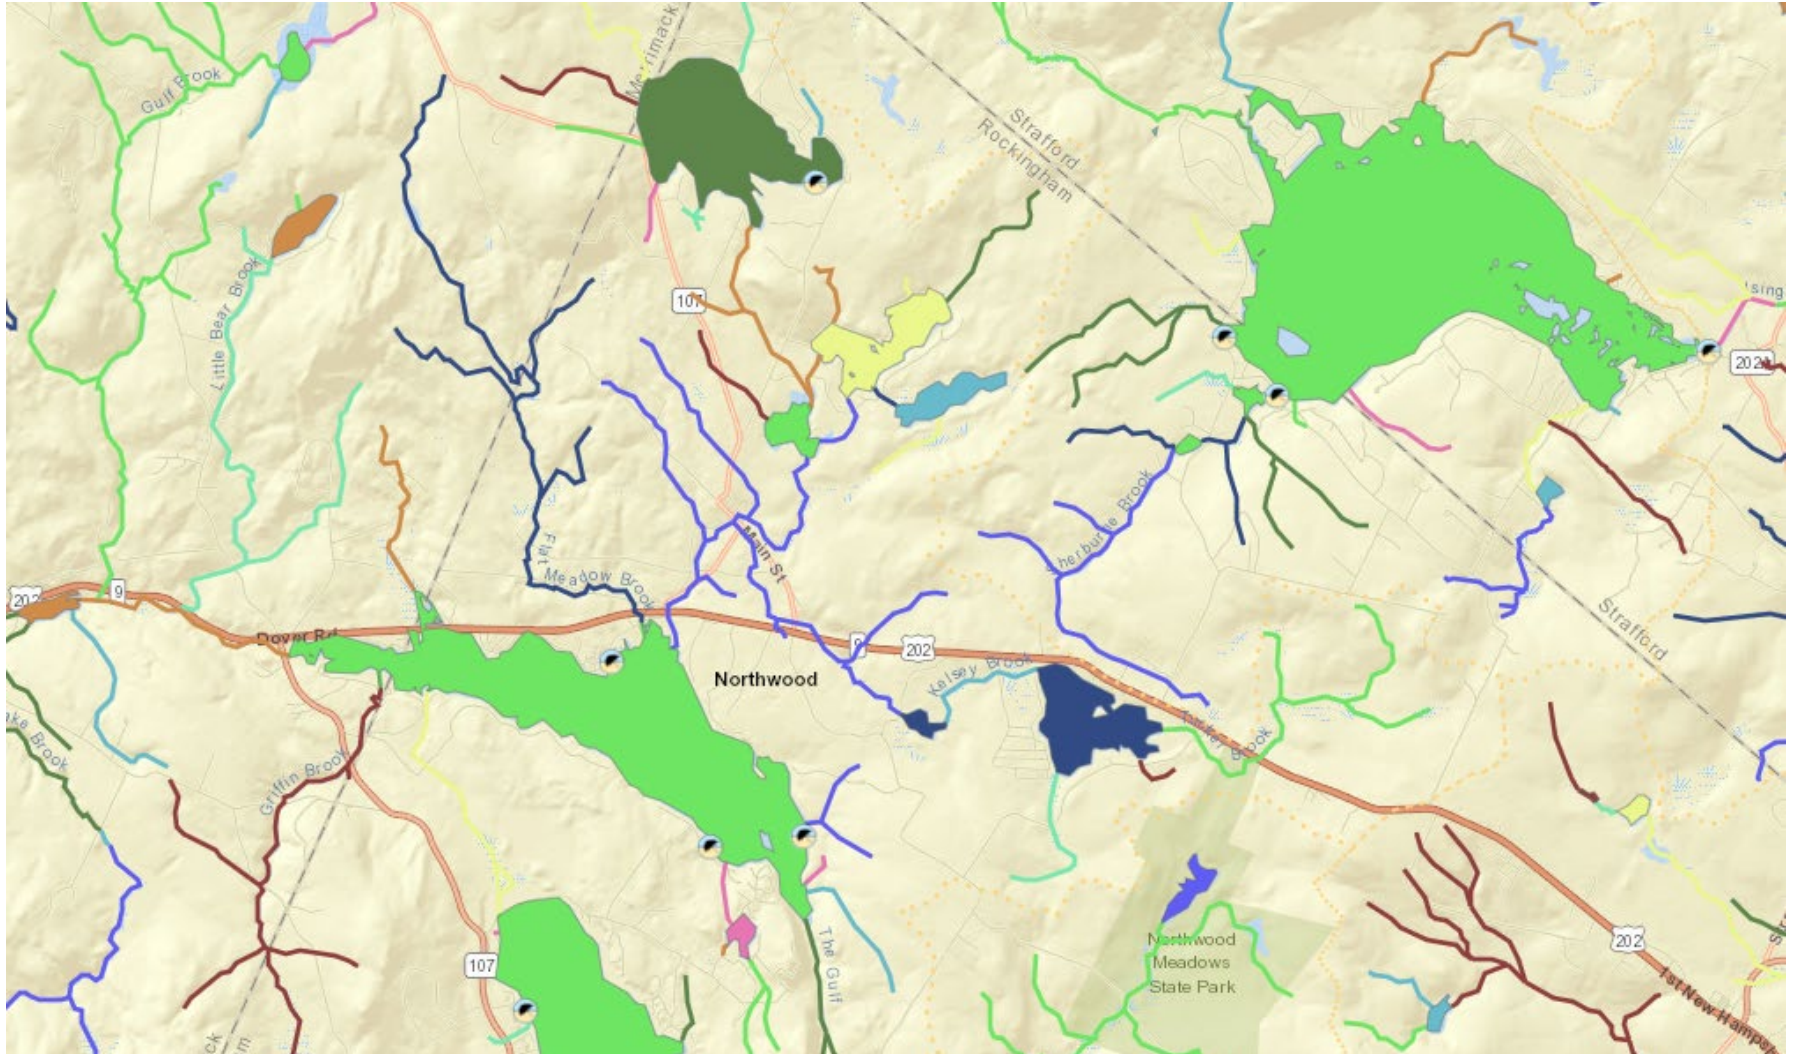 Merrimack
Gulf Brook
Strafford
Rockingham
Little Bear Brook
107
202
Main St
Sherburne Brook
Flat
Meadow Brook
202
9
Dover Rd
9
202
Kelsey Brook
Strafford
Northwood
Brook
Griffin Brook
107
The Gulf
Northwood
Meadows
State Park
202
1st New Hamps